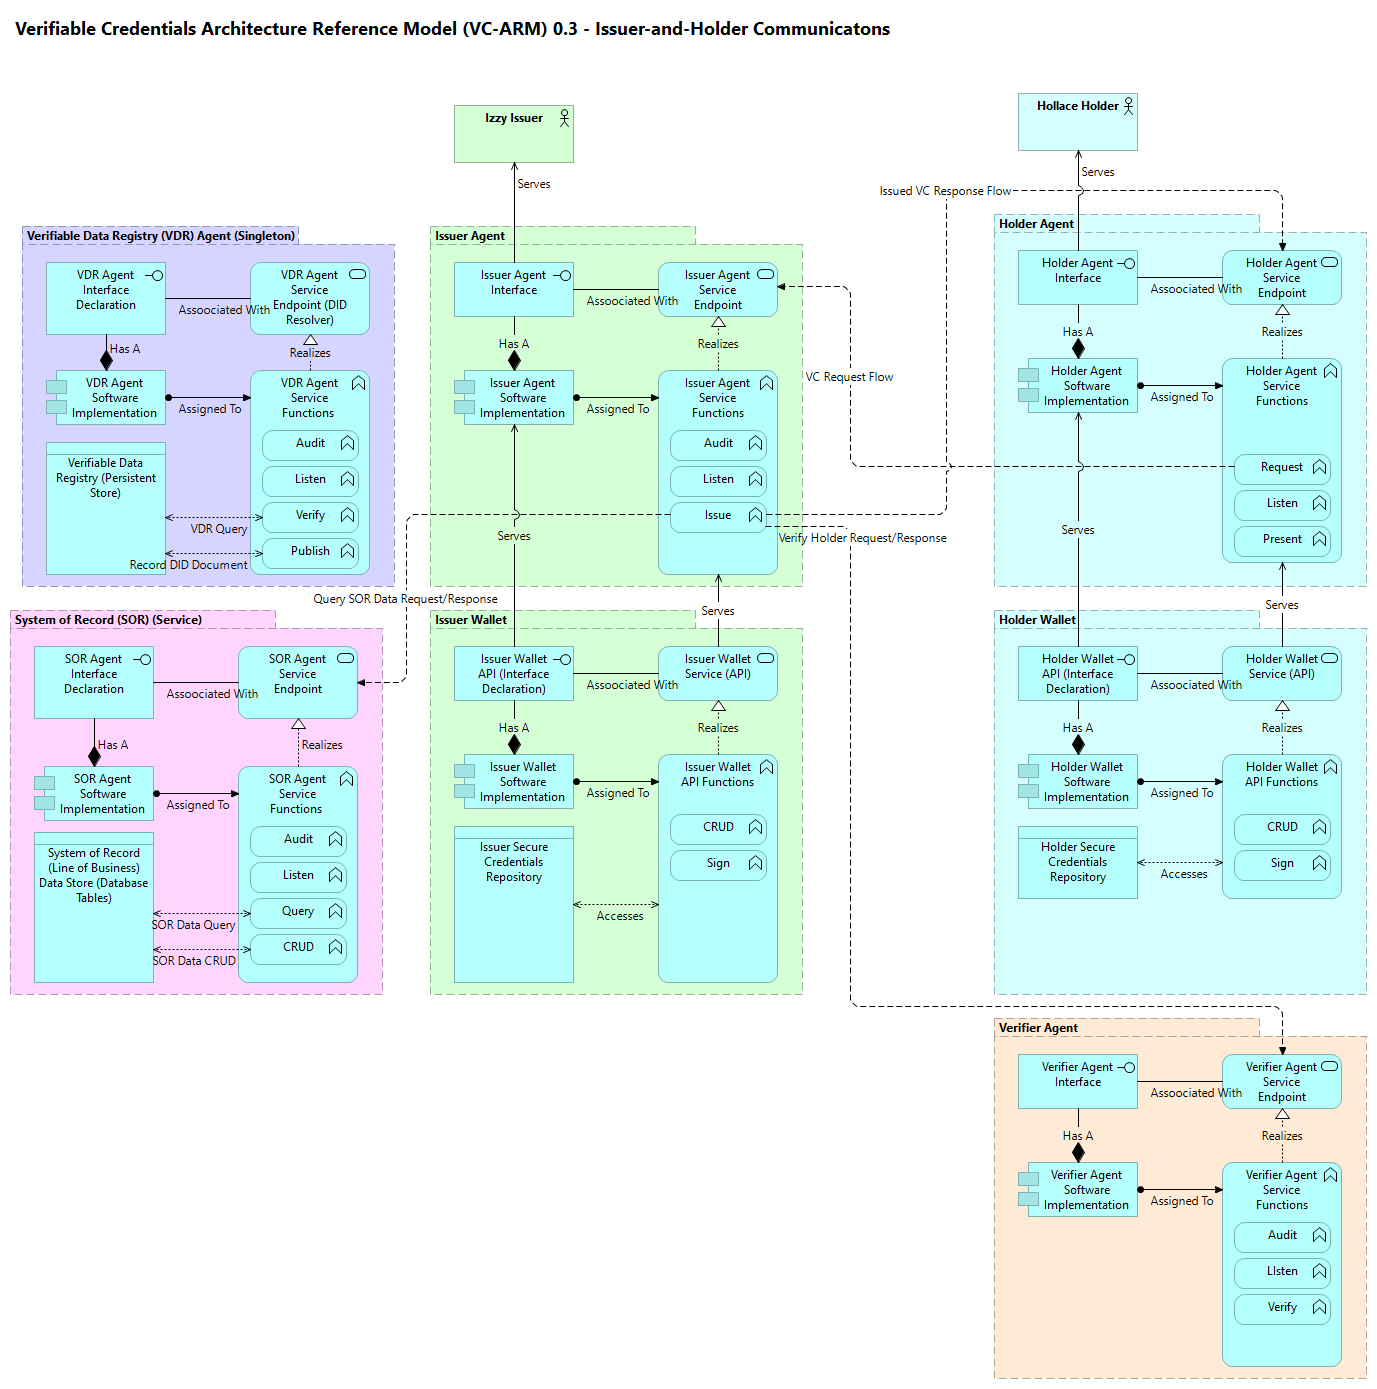 Verifiable Credentials Architecture Reference Model (VC-ARM) 0.3 - Issuer-and-Holder Communicatons
Izzy Issuer
Serves
Hollace Holder
Serves
Issued VC Response Flow
Verifiable Data Registry (VDR) Agent (Singleton)
VDR Agent
Interface
Declaration
VDR Agent
Service
Endpoint (DID
Resolver)
Assoociated With
Has A
Realizes
VDR Agent
Software
Implementation
Assigned To
VDR Agent
Service
Functions
Audit
Listen
Verify
Publish
Verifiable Data
Registry (Persistent
Store)
VDR Query
Record DID Document
Issuer Agent
Issuer Agent
Interface
Issuer Agent
Service
Endpoint
Assoociated With
Has A
Realizes
Issuer Agent
Software
Implementation
Assigned To
Issuer Agent
Service
Functions
Audit
Listen
Issue
Serves
Serves
VC Request Flow
Verify Holder Request/Response
Query SOR Data Request/Response
Holder Agent
Holder Agent
Interface
Holder Agent
Service
Endpoint
Assoociated With
Has A
Realizes
Holder Agent
Software
Implementation
Assigned To
Holder Agent
Service
Functions
Request
Listen
Present
Serves
Serves
System of Record (SOR) (Service)
SOR Agent
Interface
Declaration
SOR Agent
Service
Endpoint
Assoociated With
Has A
Realizes
SOR Agent
Software
Implementation
Assigned To
SOR Agent
Service
Functions
Audit
Listen
Query
CRUD
System of Record
(Line of Business)
Data Store (Database
Tables)
SOR Data Query
SOR Data CRUD
Issuer Wallet
Issuer Wallet
API (Interface
Declaration)
Issuer Wallet
Service (API)
Assoociated With
Has A
Realizes
Issuer Wallet
Software
Implementation
Assigned To
Issuer Wallet
API Functions
CRUD
Sign
Issuer Secure
Credentials
Repository
Accesses
Holder Wallet
Holder Wallet
API (Interface
Declaration)
Holder Wallet
Service (API)
Assoociated With
Has A
Realizes
Holder Wallet
Software
Implementation
Assigned To
Holder Wallet
API Functions
CRUD
Sign
Holder Secure
Credentials
Repository
Accesses
Verifier Agent
Verifier Agent
Interface
Verifier Agent
Service
Endpoint
Assoociated With
Has A
Realizes
Verifier Agent
Software
Implementation
Assigned To
Verifier Agent
Service
Functions
Audit
LIsten
Verify